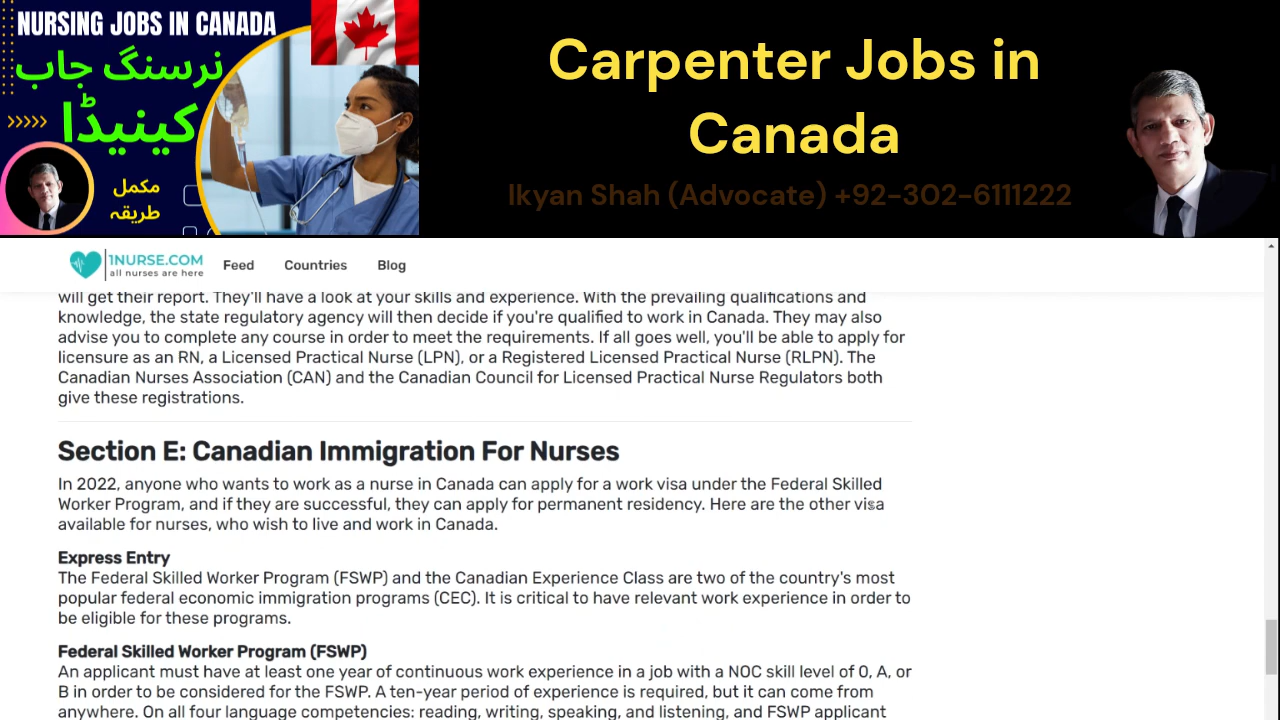 NURSING JOBS IN CANADA
نرسنگ جاب
کینیڈا
مکمل
طریقہ
Carpenter Jobs in
Canada
Ikyan Shah (Advocate) +92-302-6111222
1NURSE.COM
all nurses are here
Feed
Countries
Blog
will get their report. They'll have a look at your skills and experience. With the prevailing qualifications and
knowledge, the state regulatory agency will then decide if you're qualified to work in Canada. They may also
advise you to complete any course in order to meet the requirements. If all goes well, you'll be able to apply for
licensure as an RN, a Licensed Practical Nurse (LPN), or a Registered Licensed Practical Nurse (RLPN). The
Canadian Nurses Association (CAN) and the Canadian Council for Licensed Practical Nurse Regulators both
give these registrations.
Section E: Canadian Immigration For Nurses
In 2022, anyone who wants to work as a nurse in Canada can apply for a work visa under the Federal Skilled
Worker Program, and if they are successful, they can apply for permanent residency. Here are the other visa
available for nurses, who wish to live and work in Canada.
Express Entry
The Federal Skilled Worker Program (FSWP) and the Canadian Experience Class are two of the country's most
popular federal economic immigration programs (CEC). It is critical to have relevant work experience in order to
be eligible for these programs.
Federal Skilled Worker Program (FSWP)
An applicant must have at least one year of continuous work experience in a job with a NOC skill level of 0, A, or
B in order to be considered for the FSWP. A ten-year period of experience is required, but it can come from
anywhere. On all four language competencies: reading, writing, speaking, and listening, and FSWP applicant